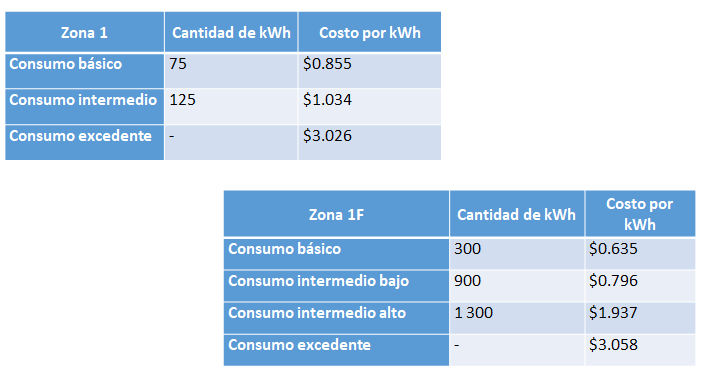 Zona 1 Cantidad de kWh Costo por kWh
Consumo básico 75 $0.855
Consumo intermedio 125 $1.034
Consumo excedente - $3.026
Zona 1F Cantidad de kWh Costo por
kWh
Consumo básico 300 $0.635
Consumo intermedio bajo 900 $0.796
Consumo intermedio alto 1 300 $1.937
Consumo excedente - $3.058